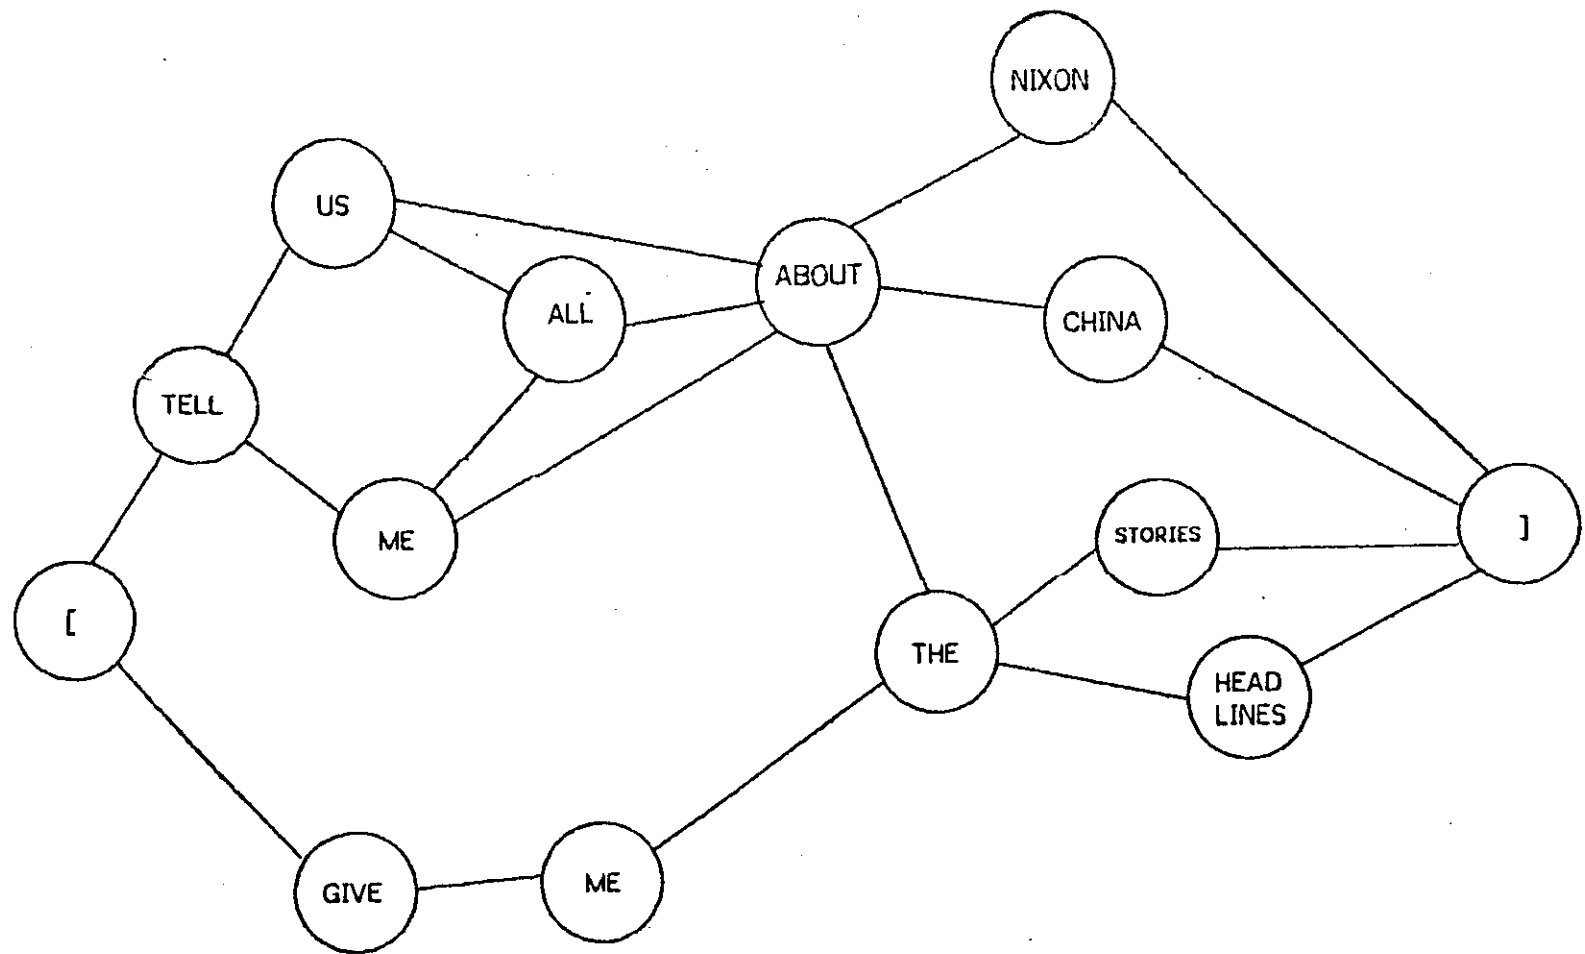 NIXON
US
ABOUT
ALL
CHINA
TELL
ME
STORIES
]
[
THE
HEAD
LINES
GIVE
ME